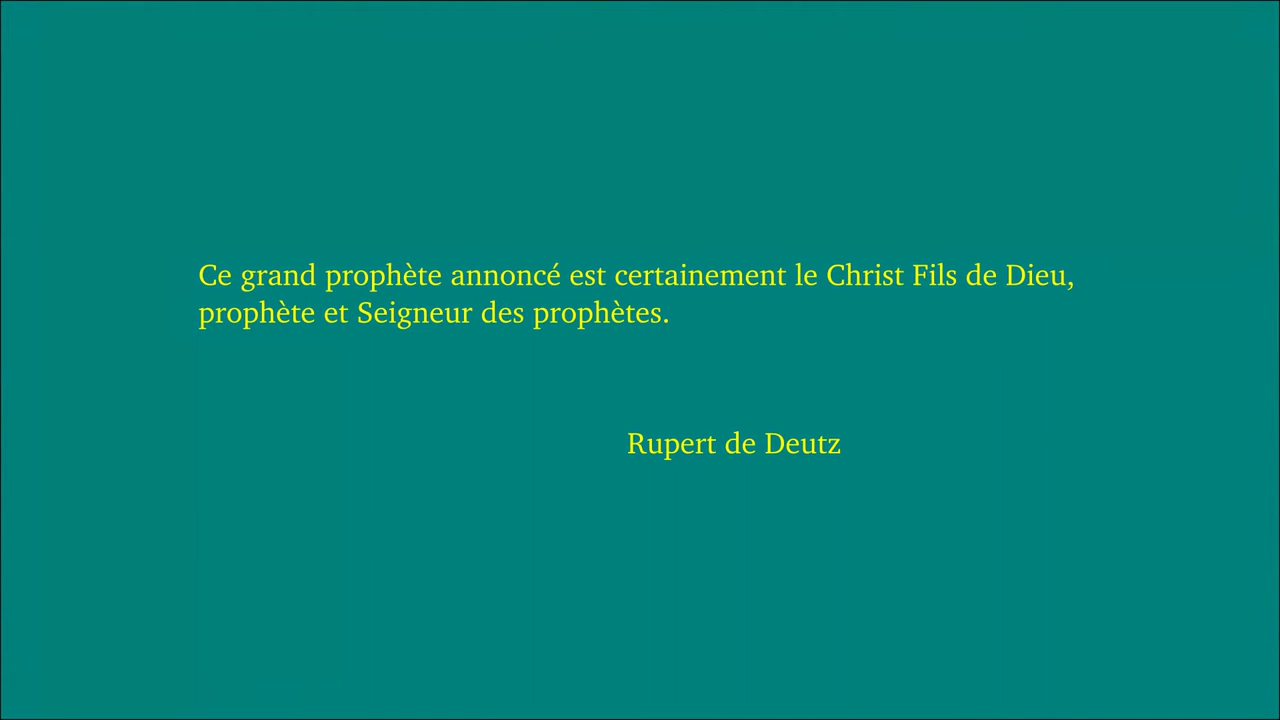 Ce grand prophète annoncé est certainement le Christ Fils de Dieu,
prophète et Seigneur des prophètes.
Rupert de Deutz